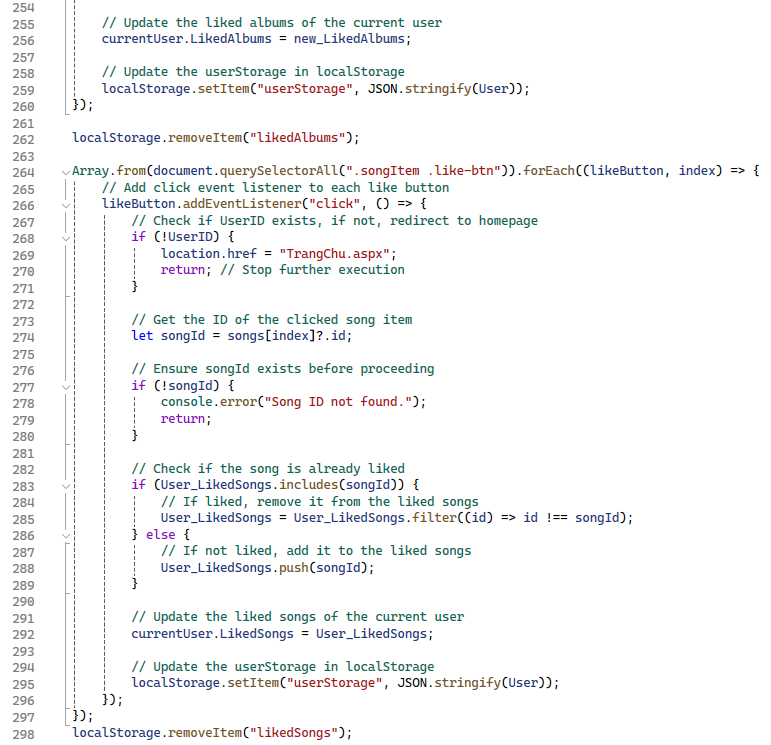 254
255 // Update the liked albums of the current user
256 currentUser.LikedAlbums = new_LikedAlbums;
257
258 // Update the userStorage in localStorage
259 localStorage.setItem("userStorage", JSON.stringify(User));
260 });
261
262 localStorage.removeItem("likedAlbums");
263
264 Array.from(document.querySelectorAll(".songItem .like-btn")).forEach((likeButton, index) => {
265 // Add click event listener to each like button
266 likeButton.addEventListener("click", () => {
267 // Check if UserID exists, if not, redirect to homepage
268 if (!UserID) {
269 location.href = "TrangChu.aspx";
270 return; // Stop further execution
271 }
272
273 // Get the ID of the clicked song item
274 let songId = songs[index]?.id;
275
276 // Ensure songId exists before proceeding
277 if (!songId) {
278 console.error("Song ID not found.");
279 return;
280 }
281
282 // Check if the song is already liked
283 if (User_LikedSongs.includes(songId)) {
284 // If liked, remove it from the liked songs
285 User_LikedSongs = User_LikedSongs.filter((id) => id !== songId);
286 } else {
287 // If not liked, add it to the liked songs
288 User_LikedSongs.push(songId);
289 }
290
291 // Update the liked songs of the current user
292 currentUser.LikedSongs = User_LikedSongs;
293
294 // Update the userStorage in localStorage
295 localStorage.setItem("userStorage", JSON.stringify(User));
296 });
297 });
298 localStorage.removeItem("likedSongs");